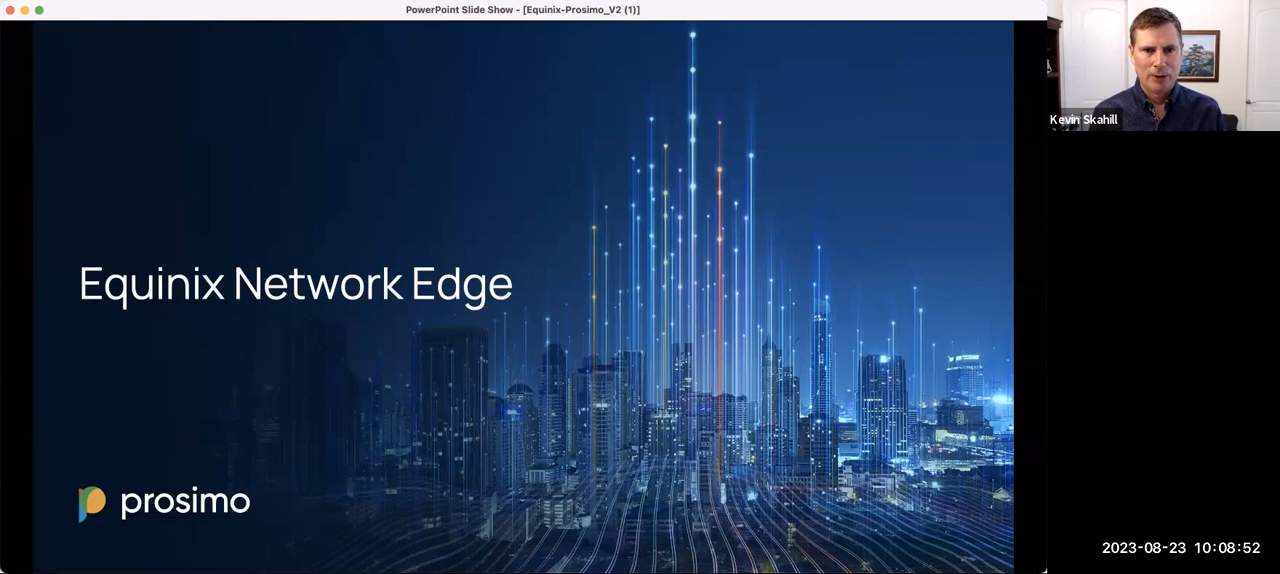 PowerPoint Slide Show - [Equinix-Prosimo_V2 (1)]
Kevin Skahill
Equinix Network Edge
prosimo
2023-08-23 10:08:52